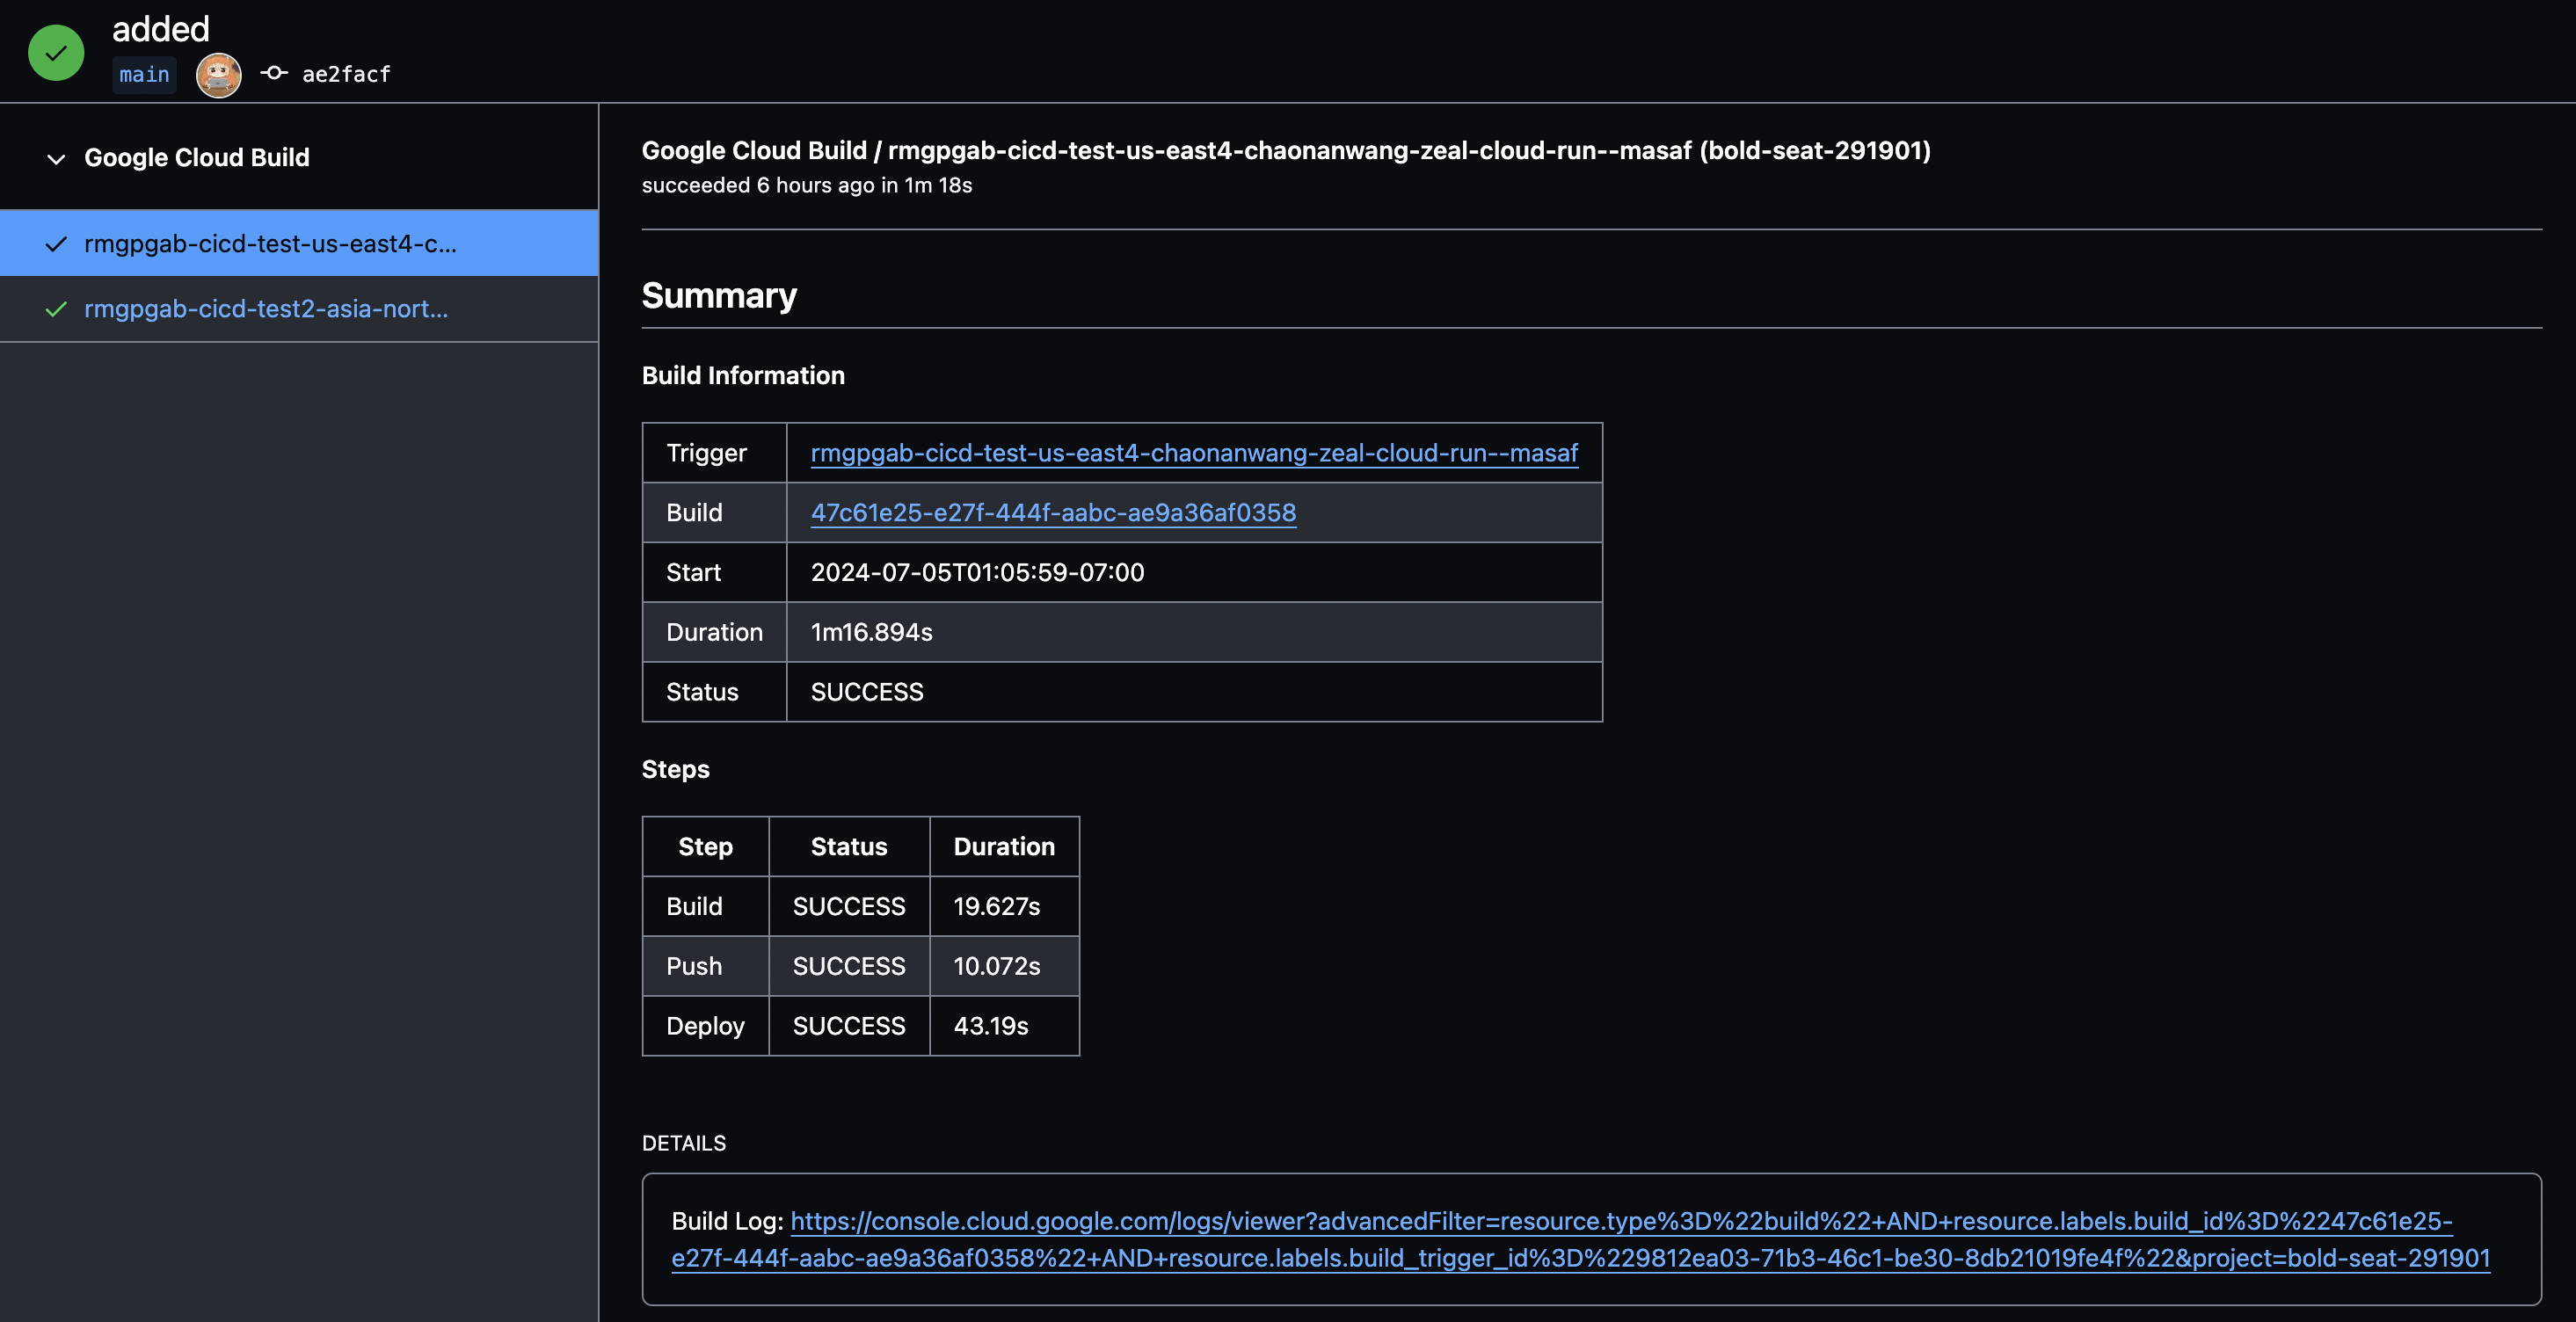 added
main ae2facf
Google Cloud Build
rmgpgab-cicd-test-us-east4-c...
rmgpgab-cicd-test2-asia-nort...
Google Cloud Build / rmgpgab-cicd-test-us-east4-chaonanwang-zeal-cloud-run--masaf (bold-seat-291901)
succeeded 6 hours ago in 1m 18s
Summary
Build Information
Trigger rmgpgab-cicd-test-us-east4-chaonanwang-zeal-cloud-run--masaf
Build 47c61e25-e27f-444f-aabc-ae9a36af0358
Start 2024-07-05T01:05:59-07:00
Duration 1m16.894s
Status SUCCESS
Steps
Step Status Duration
Build SUCCESS 19.627s
Push SUCCESS 10.072s
Deploy SUCCESS 43.19s
DETAILS
Build Log: https://console.cloud.google.com/logs/viewer?advancedFilter=resource.type%3D%22build%22+AND+resource.labels.build_id%3D%2247c61e25-
e27f-444f-aabc-ae9a36af0358%22+AND+resource.labels.build_trigger_id%3D%229812ea03-71b3-46c1-be30-8db21019fe4f%22&project=bold-seat-291901